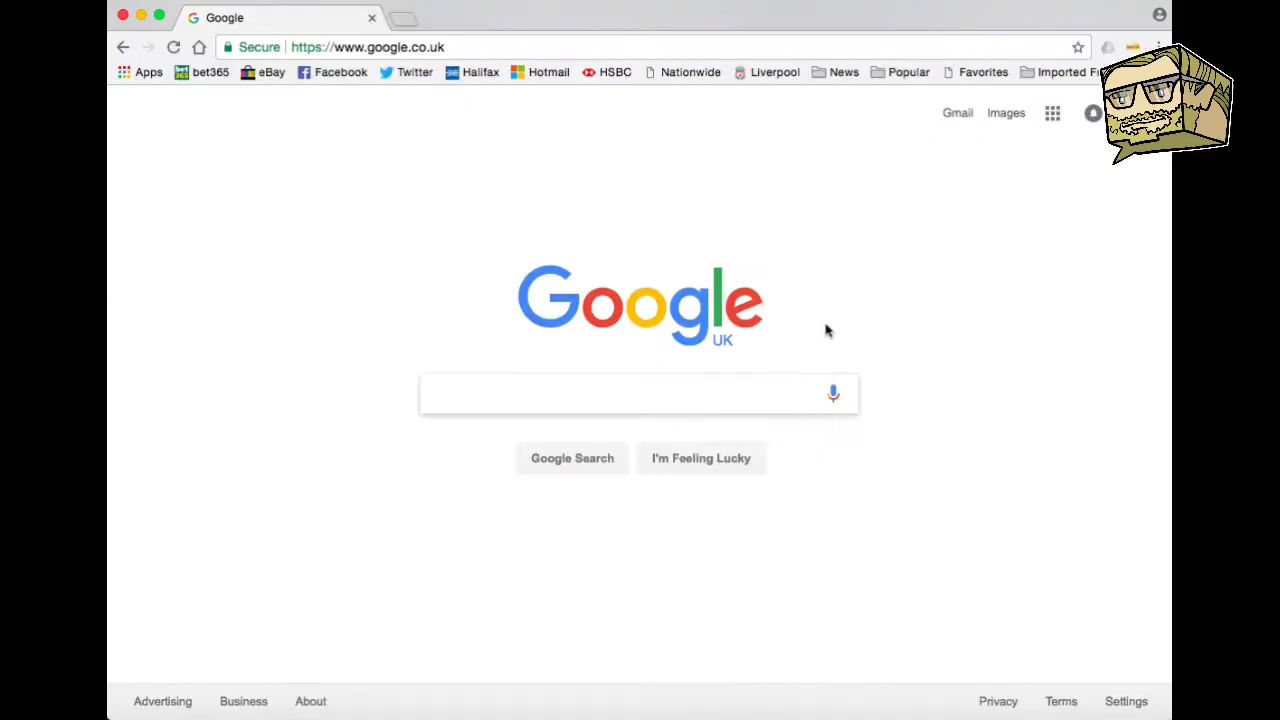 Google
Secure https://www.google.co.uk
Apps bet365 eBay Facebook Twitter Halifax Hotmail HSBC Nationwide Liverpool News Popular Favorites Imported
Gmail Images
Google
UK
Google Search I'm Feeling Lucky
Advertising Business About Privacy Terms Settings